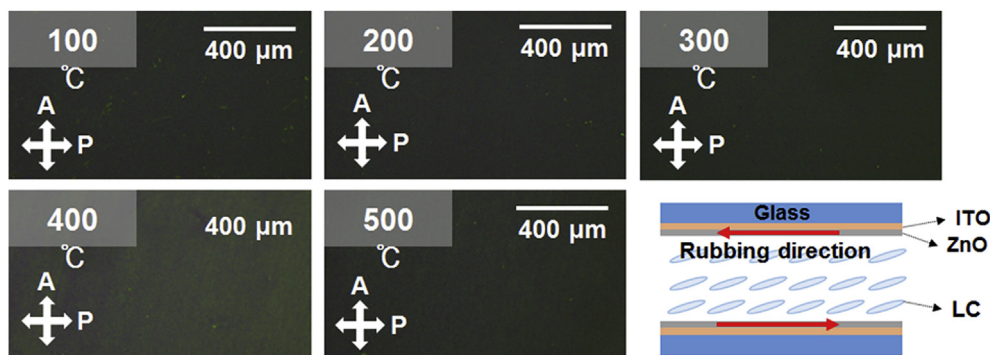 100
℃
400 μm
A
P
200
℃
400 μm
A
P
300
℃
400 μm
A
P
400
℃
400 μm
A
P
500
℃
400 μm
A
P
Glass
Rubbing direction
ITO
ZnO
LC